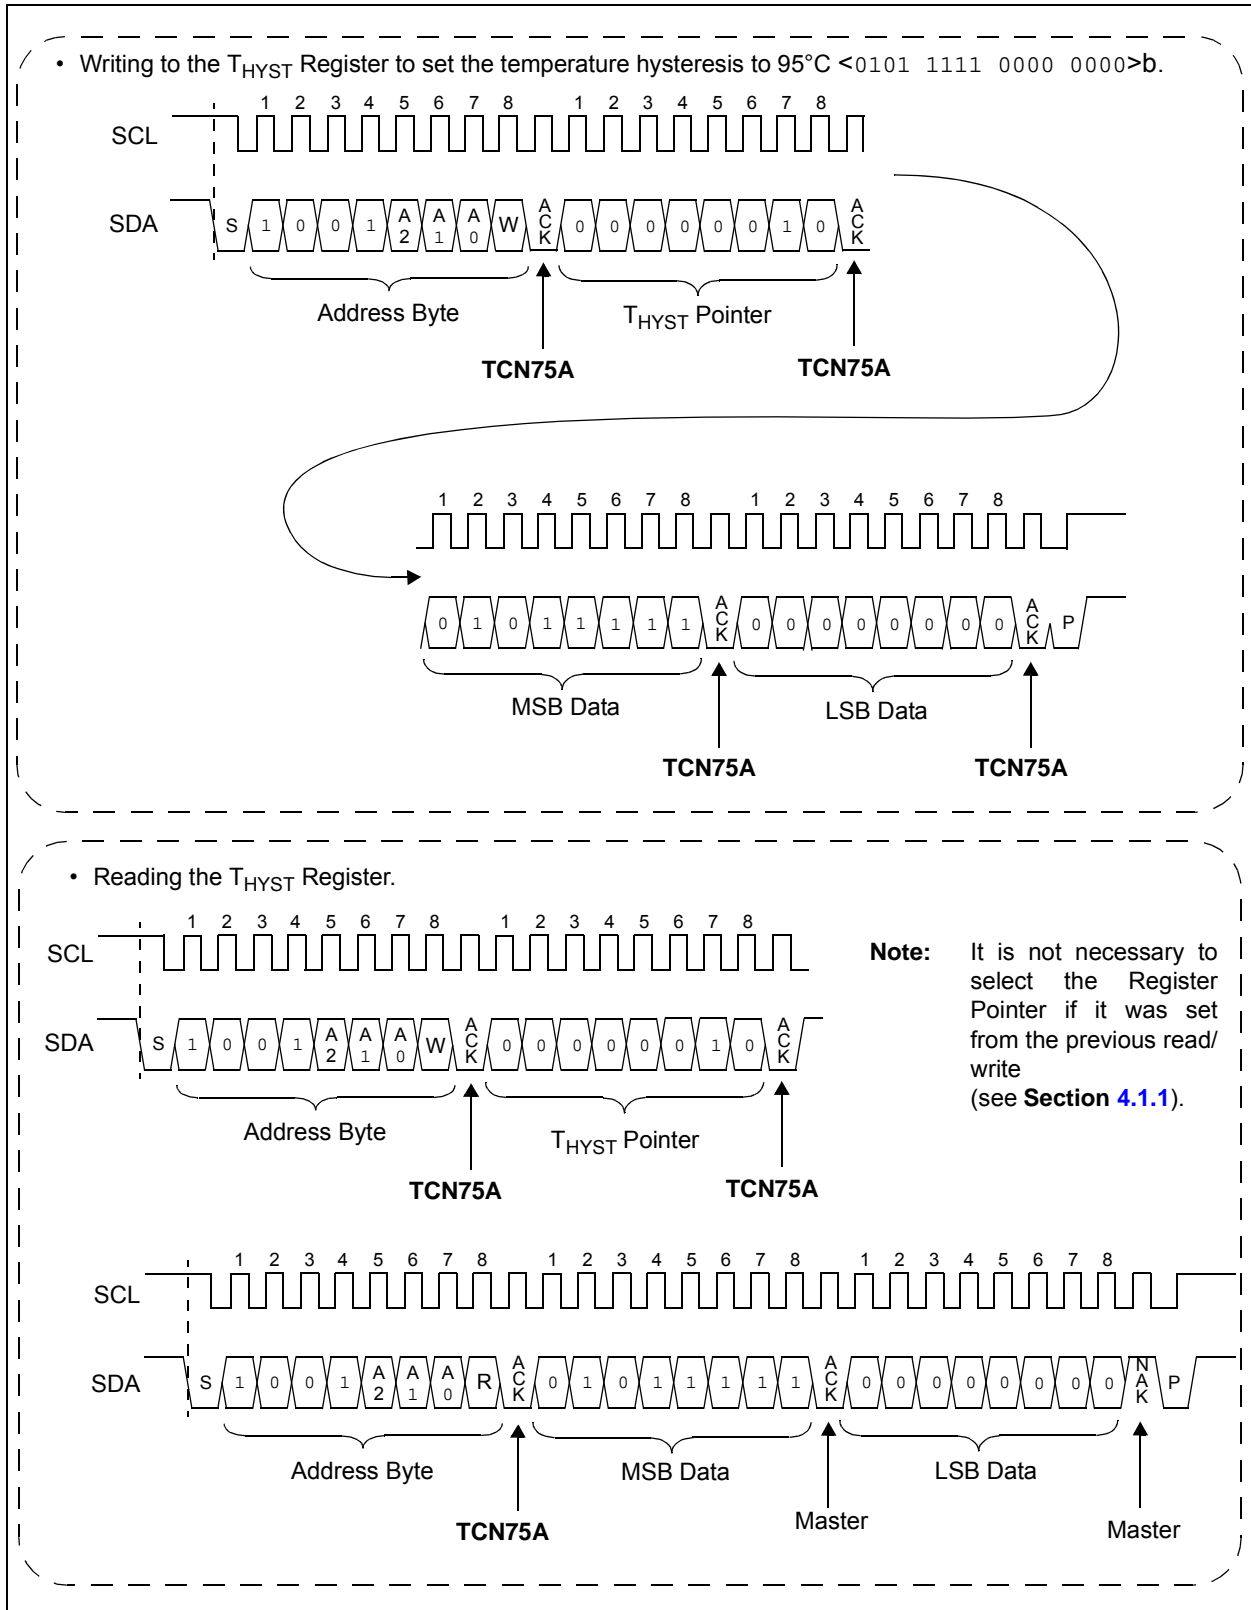 • Writing to the THYST Register to set the temperature hysteresis to 95°C <0101 1111 0000 0000>b.
1 2 3 4 5 6 7 8 1 2 3 4 5 6 7 8
SCL
SDA S 1 0 0 1 A2 A1 A0 W ACK 0 0 0 0 0 0 1 0 ACK
Address Byte THYST Pointer
TCN75A TCN75A
1 2 3 4 5 6 7 8 1 2 3 4 5 6 7 8
0 1 0 1 1 1 1 1 ACK 0 0 0 0 0 0 0 0 ACK P
MSB Data LSB Data
TCN75A TCN75A
• Reading the THYST Register.
1 2 3 4 5 6 7 8 1 2 3 4 5 6 7 8
SCL
SDA S 1 0 0 1 A2 A1 A0 W ACK 0 0 0 0 0 0 1 0 ACK
Address Byte THYST Pointer
TCN75A TCN75A
Note: It is not necessary to
select the Register
Pointer if it was set
from the previous read/
write
(see Section 4.1.1).
1 2 3 4 5 6 7 8 1 2 3 4 5 6 7 8 1 2 3 4 5 6 7 8
SCL
SDA S 1 0 0 1 A2 A1 A0 R ACK 0 1 0 1 1 1 1 1 ACK 0 0 0 0 0 0 0 0 NAK P
Address Byte MSB Data LSB Data
TCN75A Master Master